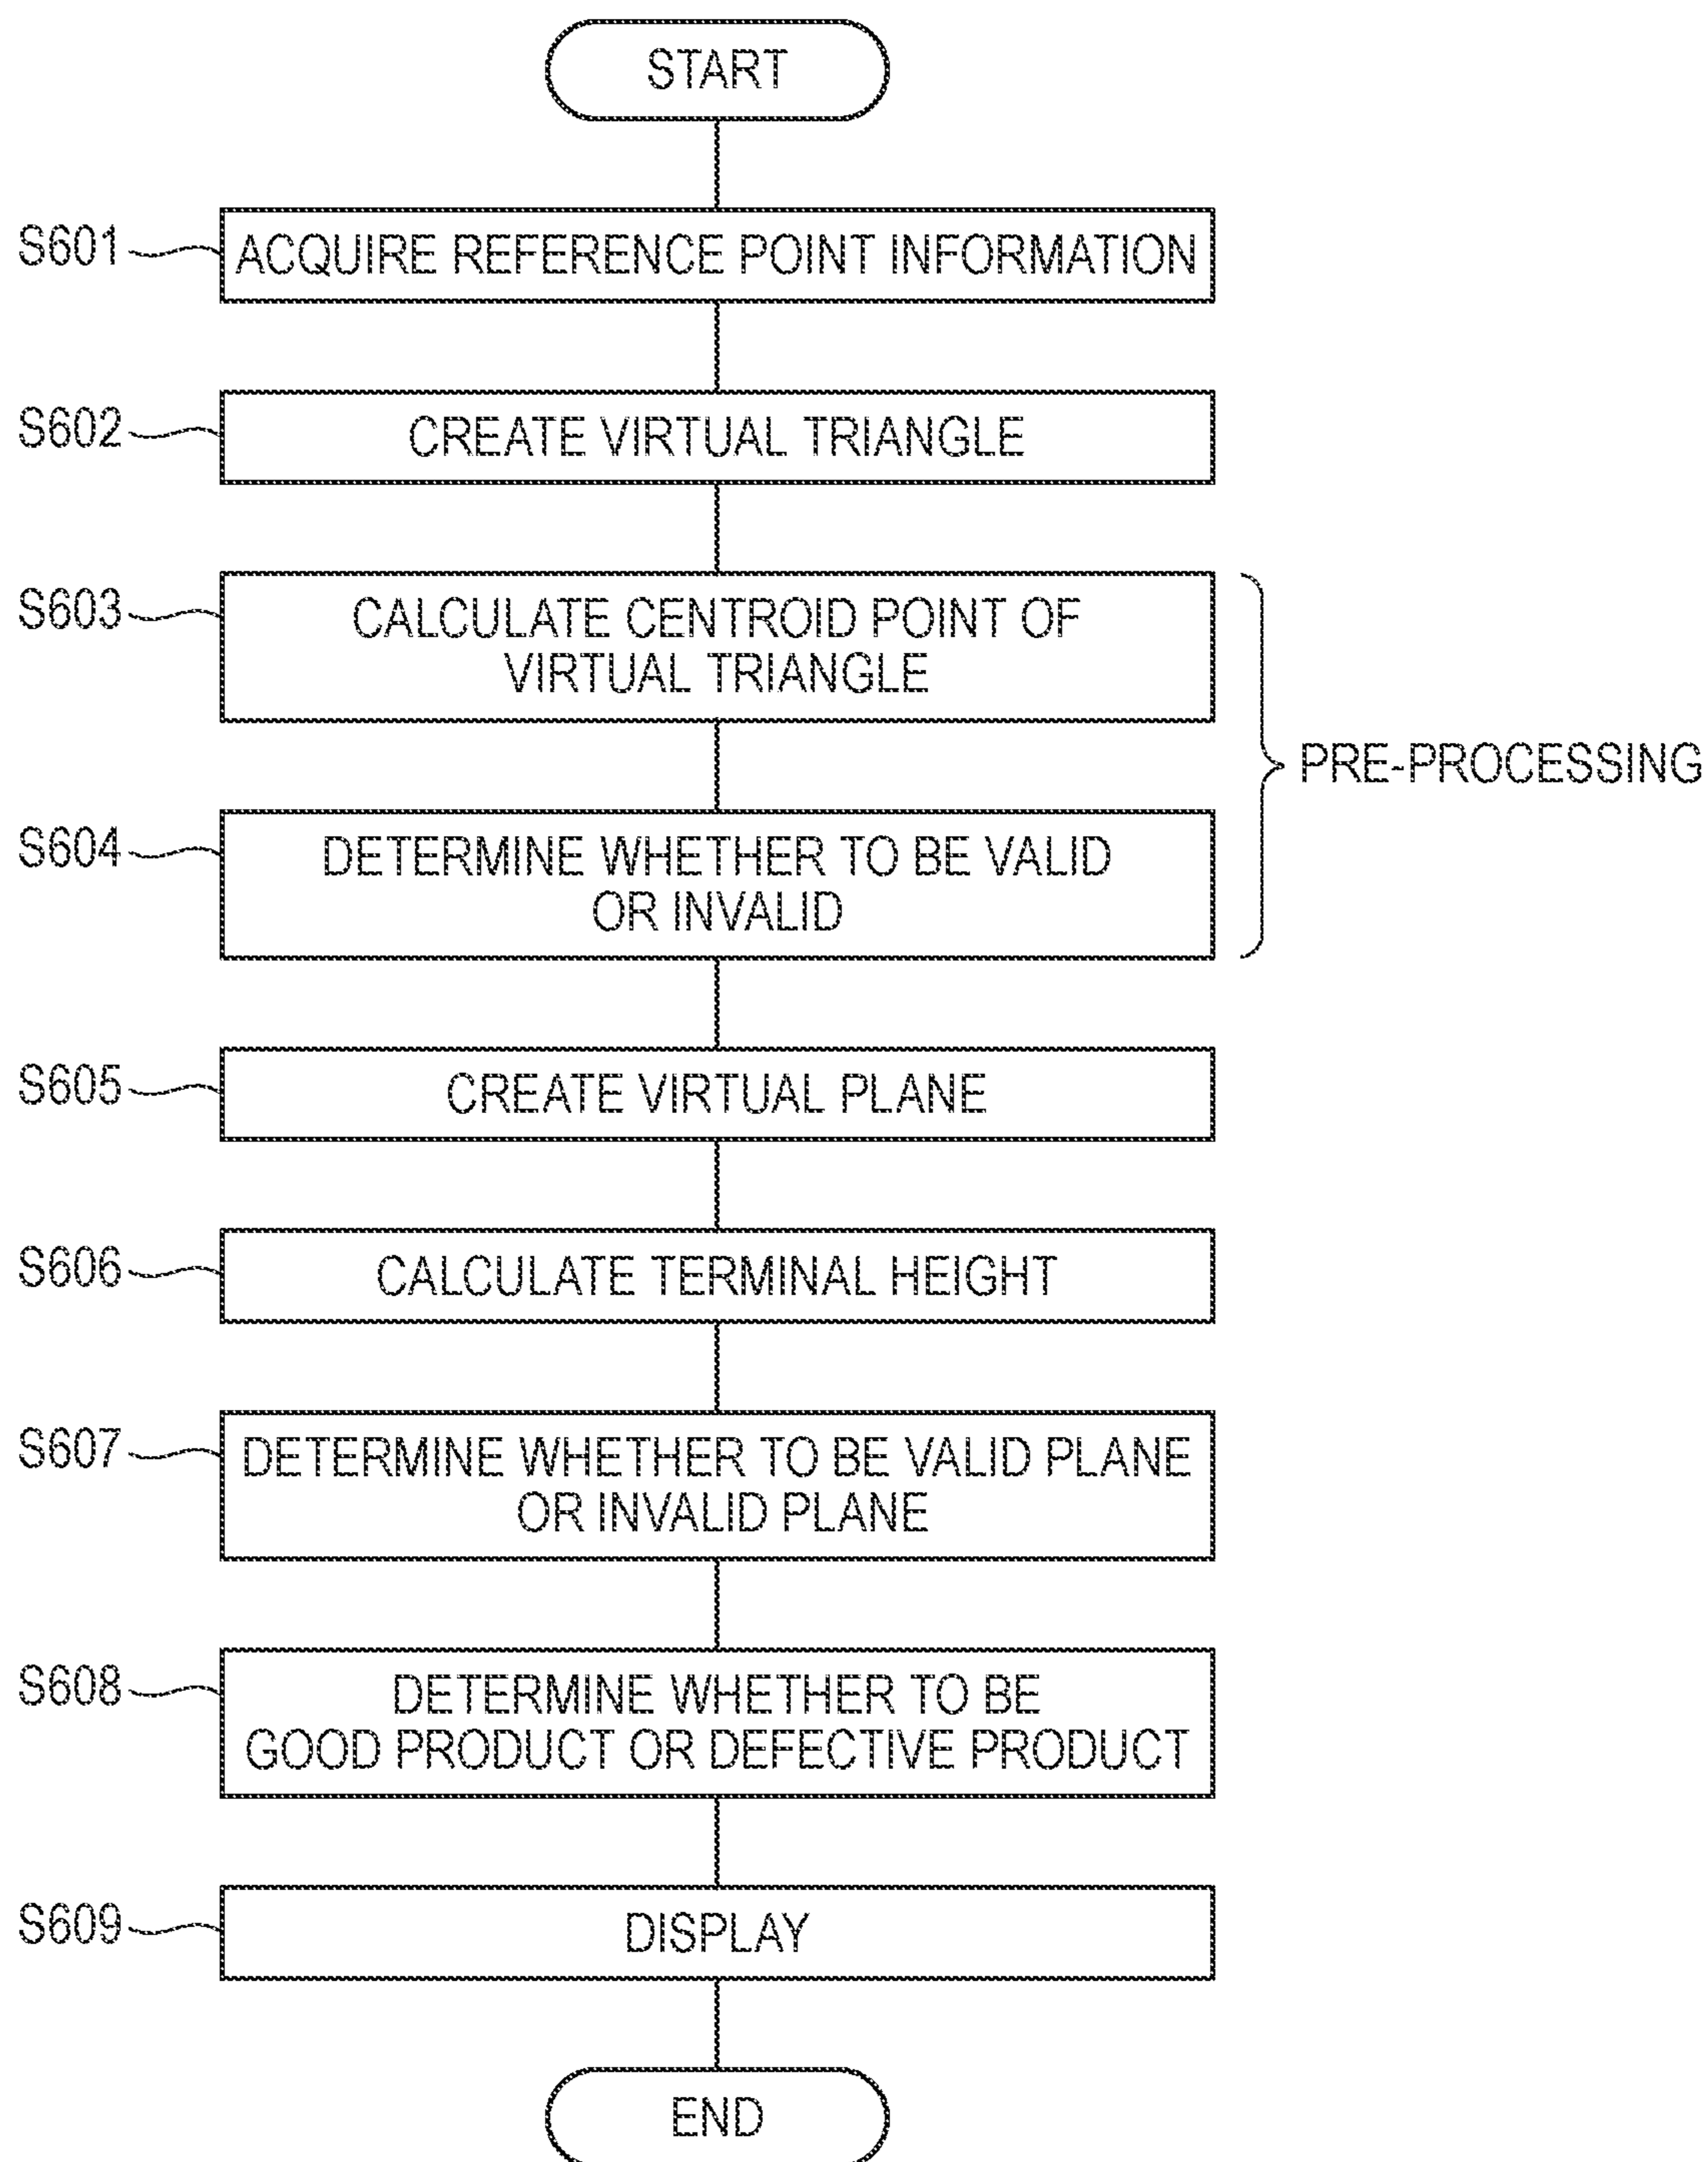 START
S601
ACQUIRE REFERENCE POINT INFORMATION
S602
CREATE VIRTUAL TRIANGLE
S603
CALCULATE CENTROID POINT OF
VIRTUAL TRIANGLE
PRE-PROCESSING
S604
DETERMINE WHETHER TO BE VALID
OR INVALID
S605
CREATE VIRTUAL PLANE
S606
CALCULATE TERMINAL HEIGHT
S607
DETERMINE WHETHER TO BE VALID PLANE
OR INVALID PLANE
S608
DETERMINE WHETHER TO BE
GOOD PRODUCT OR DEFECTIVE PRODUCT
S609
DISPLAY
END